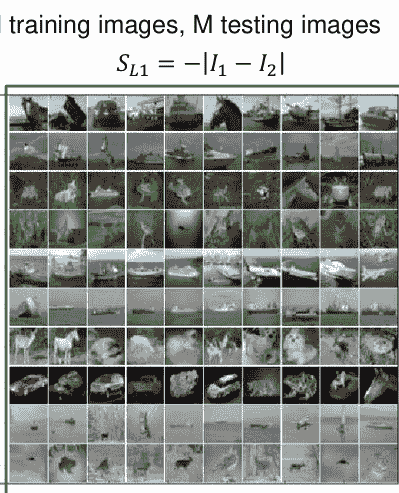 training images, M testing images
S_{L1} = −|I_1 − I_2|